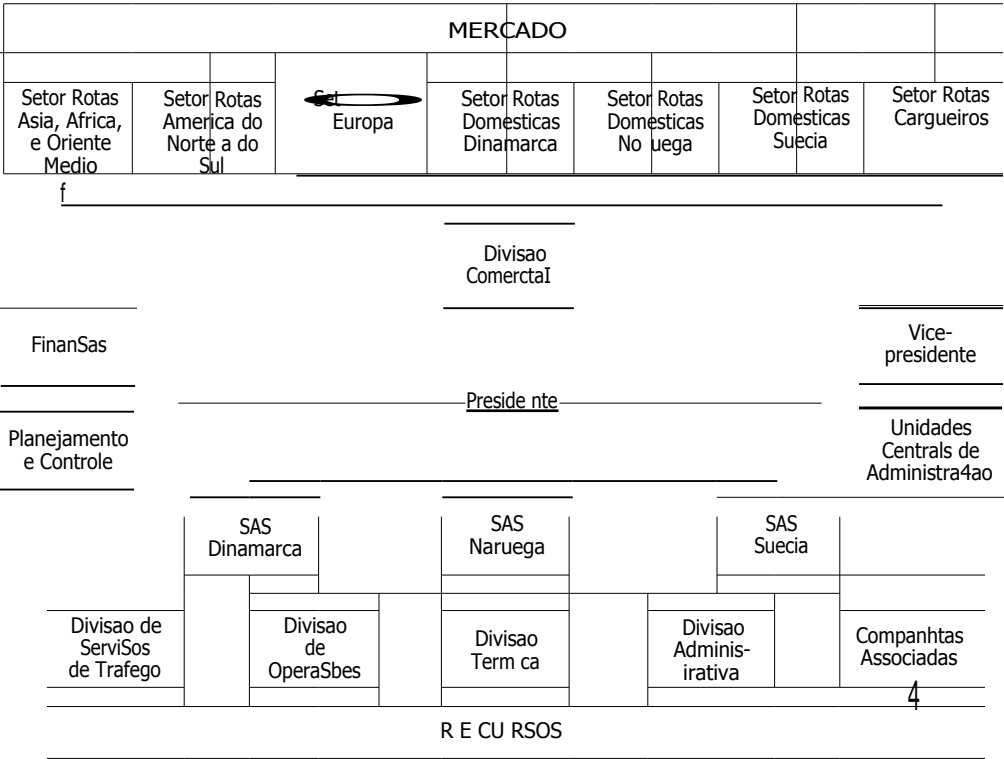 MERCADO
Setor Rotas
Asia, Africa,
e Oriente
Medio
Setor Rotas
America do
Norte a do
Sul
Europa
Setor Rotas
Domesticas
Dinamarca
Setor Rotas
Domesticas
No uega
Setor Rotas
Domesticas
Suecia
Setor Rotas
Cargueiros
f
Divisao
ComerctaI
FinanSas
Vice-
presidente
Preside nte
Planejamento
e Controle
Unidades
Centrals de
Administra4ao
SAS
Dinamarca
SAS
Naruega
SAS
Suecia
Divisao de
ServiSos
de Trafego
Divisao
de
OperaSbes
Divisao
Term ca
Divisao
Adminis-
irativa
Companhtas
Associadas
4
R E CU RSOS